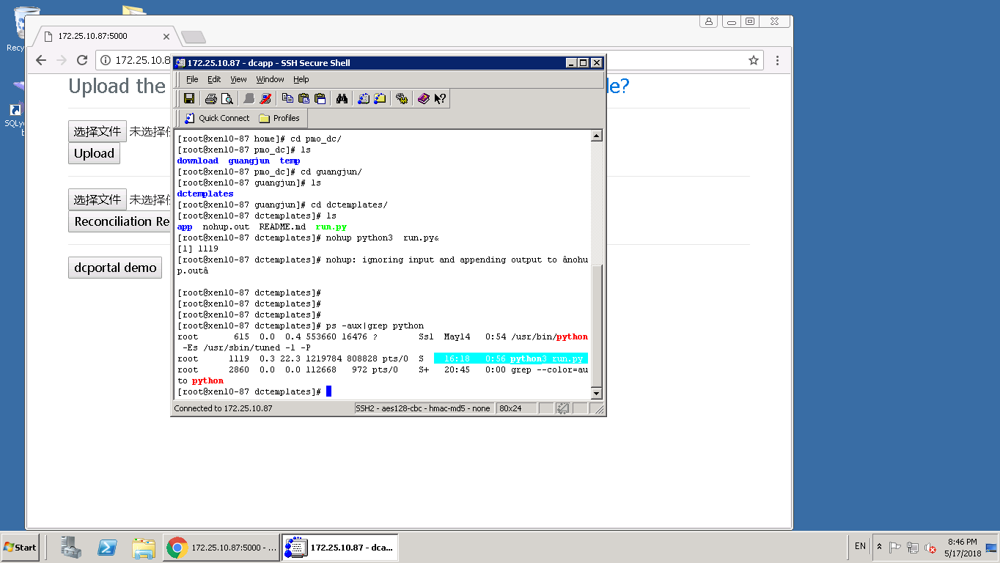 Recy
SQLy
b
172.25.10.87:5000
172.25.10.8
Upload the
le?
选择文件 未选择任
Upload
选择文件 未选择任
Reconciliation Re
dcportal demo
172.25.10.87 - dcapp - SSH Secure Shell
File Edit View Window Help
Quick Connect Profiles
[root@xen10-87 home]# cd pmo_dc/
[root@xen10-87 pmo_dc]# ls
download guangjun temp
[root@xen10-87 pmo_dc]# cd guangjun/
[root@xen10-87 guangjun]# ls
dctemplates
[root@xen10-87 guangjun]# cd dctemplates/
[root@xen10-87 dctemplates]# ls
app nohup.out README.md run.py
[root@xen10-87 dctemplates]# nohup python3 run.py&
[1] 1119
[root@xen10-87 dctemplates]# nohup: ignoring input and appending output to ânohu
p.outâ
[root@xen10-87 dctemplates]#
[root@xen10-87 dctemplates]#
[root@xen10-87 dctemplates]#
[root@xen10-87 dctemplates]# ps -aux|grep python
root 615 0.0 0.4 553660 16476 ? Ssl May14 0:54 /usr/bin/python
-Es /usr/sbin/tuned -l -P
root 1119 0.3 22.3 1219784 808828 pts/0 S 16:18 0:56 python3 run.py
root 2860 0.0 0.0 112668 972 pts/0 S+ 20:45 0:00 grep --color=au
to python
[root@xen10-87 dctemplates]#
Connected to 172.25.10.87 SSH2 - aes128-cbc - hmac-md5 - none 80x24
Start 172.25.10.87:5000 - ... 172.25.10.87 - dca... EN 8:46 PM
5/17/2018